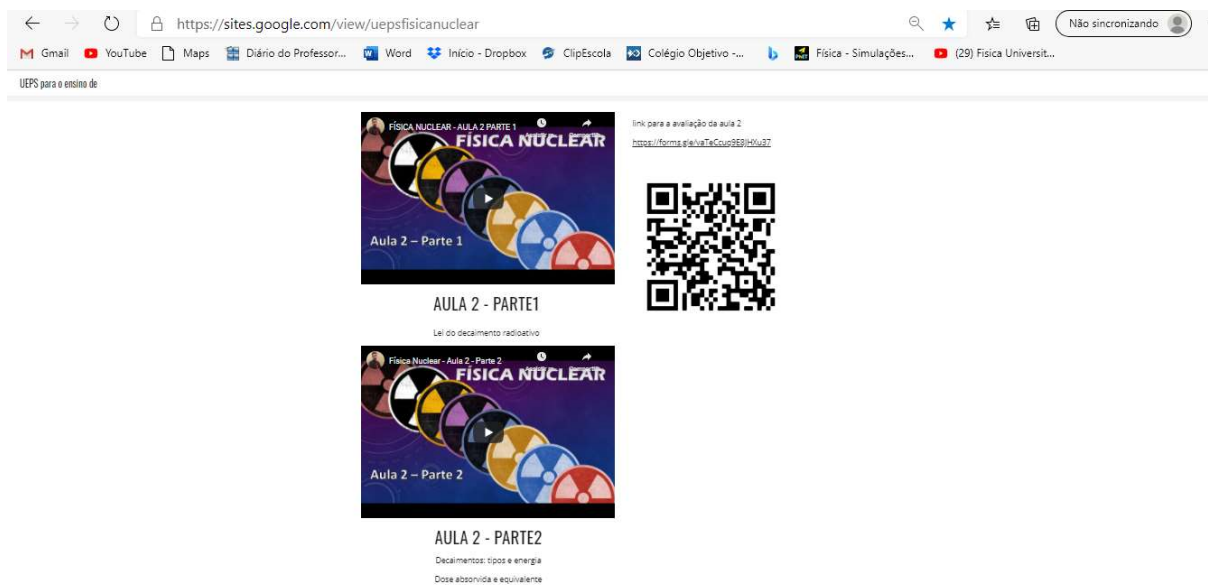 https://sites.google.com/view/uepsfisicanuclear
Não sincronizando
Gmail
YouTube
Maps
Diário do Professor...
Word
Início - Dropbox
ClipEscola
Colégio Objetivo -...
Física - Simulações...
(29) Fisica Universit...
UEPS para o ensino de
FÍSICA NUCLEAR - AULA 2 PARTE 1
FÍSICA NUCLEAR
Aula 2 – Parte 1
AULA 2 - PARTE1
Lei do decaimento radioativo
Física Nuclear - Aula 2 - Parte 2
FÍSICA NUCLEAR
Aula 2 – Parte 2
AULA 2 - PARTE2
Decaimentos: tipos e energia
Dose absorvida e equivalente
link para a avaliação da aula 2